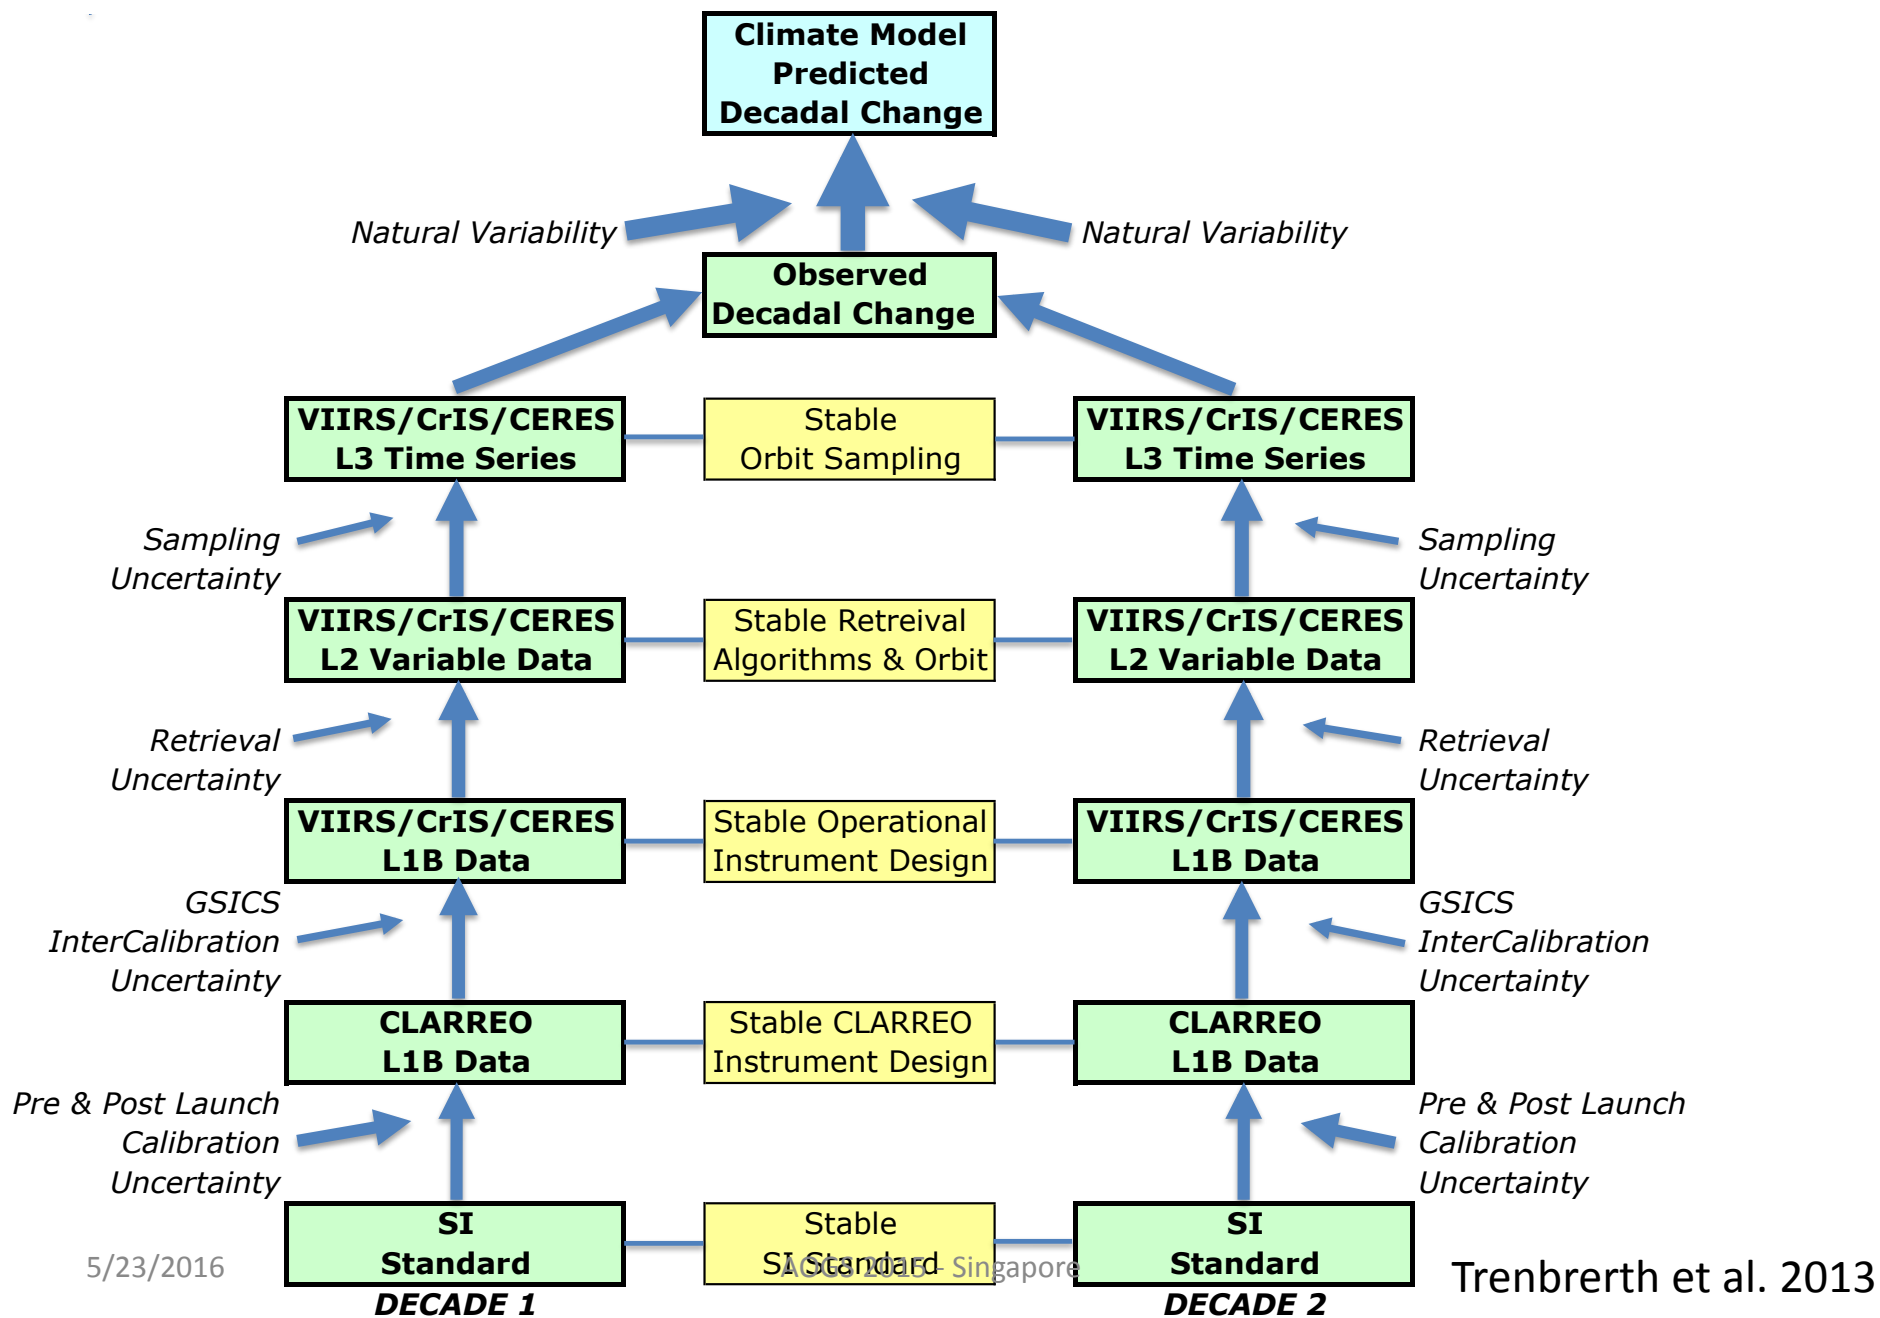 Climate Model
Predicted
Decadal Change
Natural Variability
Natural Variability
Observed
Decadal Change
VIIRS/CrIS/CERES
L3 Time Series
Stable
Orbit Sampling
VIIRS/CrIS/CERES
L3 Time Series
Sampling
Uncertainty
Sampling
Uncertainty
VIIRS/CrIS/CERES
L2 Variable Data
Stable Retreival
Algorithms & Orbit
VIIRS/CrIS/CERES
L2 Variable Data
Retrieval
Uncertainty
Retrieval
Uncertainty
VIIRS/CrIS/CERES
L1B Data
Stable Operational
Instrument Design
VIIRS/CrIS/CERES
L1B Data
GSICS
InterCalibration
Uncertainty
GSICS
InterCalibration
Uncertainty
CLARREO
L1B Data
Stable CLARREO
Instrument Design
CLARREO
L1B Data
Pre & Post Launch
Calibration
Uncertainty
Pre & Post Launch
Calibration
Uncertainty
SI
Standard
Stable
SI Standard
SI
Standard
5/23/2016
AOGS 2015 - Singapore
Trenbrerth et al. 2013
DECADE 1
DECADE 2